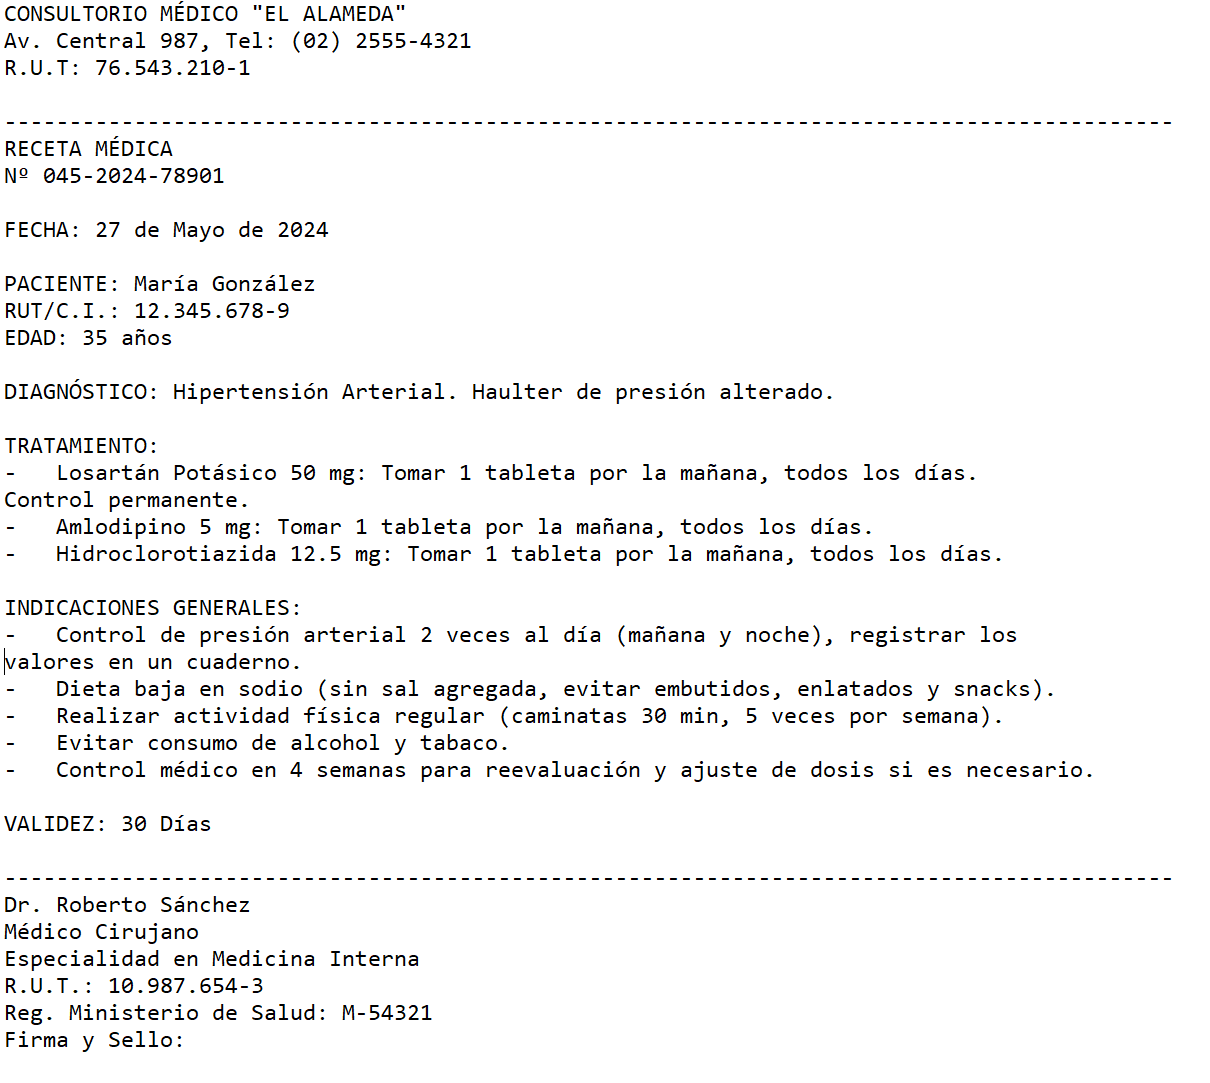 CONSULTORIO MÉDICO "EL ALAMEDA"
Av. Central 987, Tel: (02) 2555-4321
R.U.T: 76.543.210-1
------------------------------------------------------------------------------------------
RECETA MÉDICA
Nº 045-2024-78901
FECHA: 27 de Mayo de 2024
PACIENTE: María González
RUT/C.I.: 12.345.678-9
EDAD: 35 años
DIAGNÓSTICO: Hipertensión Arterial. Haulter de presión alterado.
TRATAMIENTO:
-   Losartán Potásico 50 mg: Tomar 1 tableta por la mañana, todos los días.
Control permanente.
-   Amlodipino 5 mg: Tomar 1 tableta por la mañana, todos los días.
-   Hidroclorotiazida 12.5 mg: Tomar 1 tableta por la mañana, todos los días.
INDICACIONES GENERALES:
-   Control de presión arterial 2 veces al día (mañana y noche), registrar los
valores en un cuaderno.
-   Dieta baja en sodio (sin sal agregada, evitar embutidos, enlatados y snacks).
-   Realizar actividad física regular (caminatas 30 min, 5 veces por semana).
-   Evitar consumo de alcohol y tabaco.
-   Control médico en 4 semanas para reevaluación y ajuste de dosis si es necesario.
VALIDEZ: 30 Días
------------------------------------------------------------------------------------------
Dr. Roberto Sánchez
Médico Cirujano
Especialidad en Medicina Interna
R.U.T.: 10.987.654-3
Reg. Ministerio de Salud: M-54321
Firma y Sello: